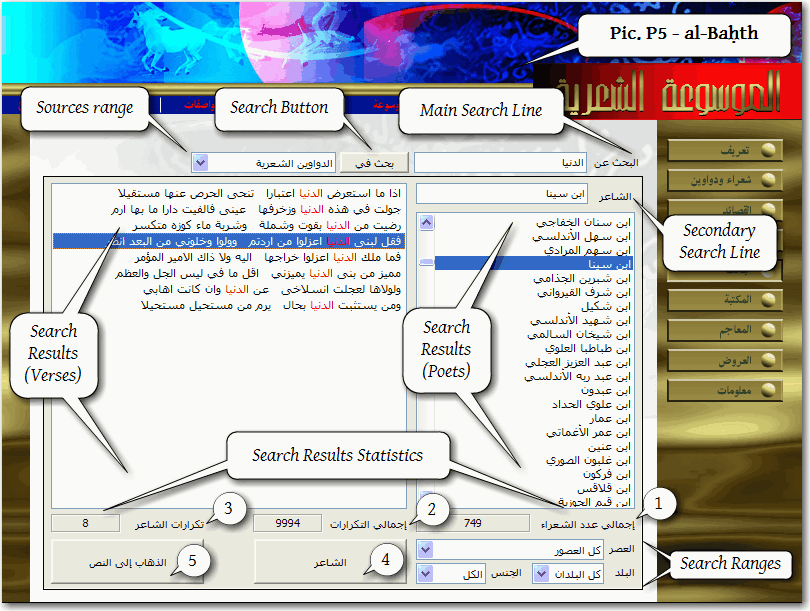 Pic. P5 - al-Baḥth
الموسوعة الشعرية
Sources range
Search Button
Main Search Line
البحث عن
الدنيا
بحث في
الدواوين الشعرية
تعريف
شعراء ودواوين
القصائد
المكتبة
المعاجم
العروض
معلومات
الشاعر
ابن سينا
Secondary
Search Line
اذا ما استعرض الدنيا اعتبارا تنحى الحرص عنها مستقيلا
جولت في هذه الدنيا وزخرفها عينى فالفيت دارا ما بها ارم
رضيت من الدنيا بقوت وشملة وشربة ماء كوزه متكسر
فقل لبنى الدنيا اعزلوا من اردتم وولوا وخلونى من البعد
فما ملك الدنيا اعزلوا خراجها اليه ولا ذاك الامير المؤمر
مميز من بنى الدنيا يميزنى اقل ما في ليس الجل والعظم
ولولاها لعجلت انسلاخى عن الدنيا وان كانت اهابي
ومن يستثبت الدنيا بحال يرم من مستحيل مستحيلا
ابن سنان الخفاجي
ابن سهل الأندلسي
ابن سهم المرادي
ابن سينا
ابن شبرين الجذامي
ابن شرف القيرواني
ابن شكيل
ابن شهيد الأندلسي
ابن شيخان السالمي
ابن طباطبا العلوي
ابن عبد العزيز العجلي
ابن عبد ربه الأندلسي
ابن عبدون
ابن علوي الحداد
ابن عمار
ابن عمر الأغماتي
ابن عنين
ابن غلبون الصوري
ابن فركون
ابن قلاقس
ابن قيم الجوزية
Search
Results
(Verses)
Search
Results
(Poets)
Search Results Statistics
إجمالي عدد الشعراء
749
1
إجمالي التكرارات
9994
2
تكرارات الشاعر
8
3
العصر
كل العصور
البلد
كل البلدان
الجنس
الكل
الشاعر
4
الذهاب إلى النص
5
Search Ranges